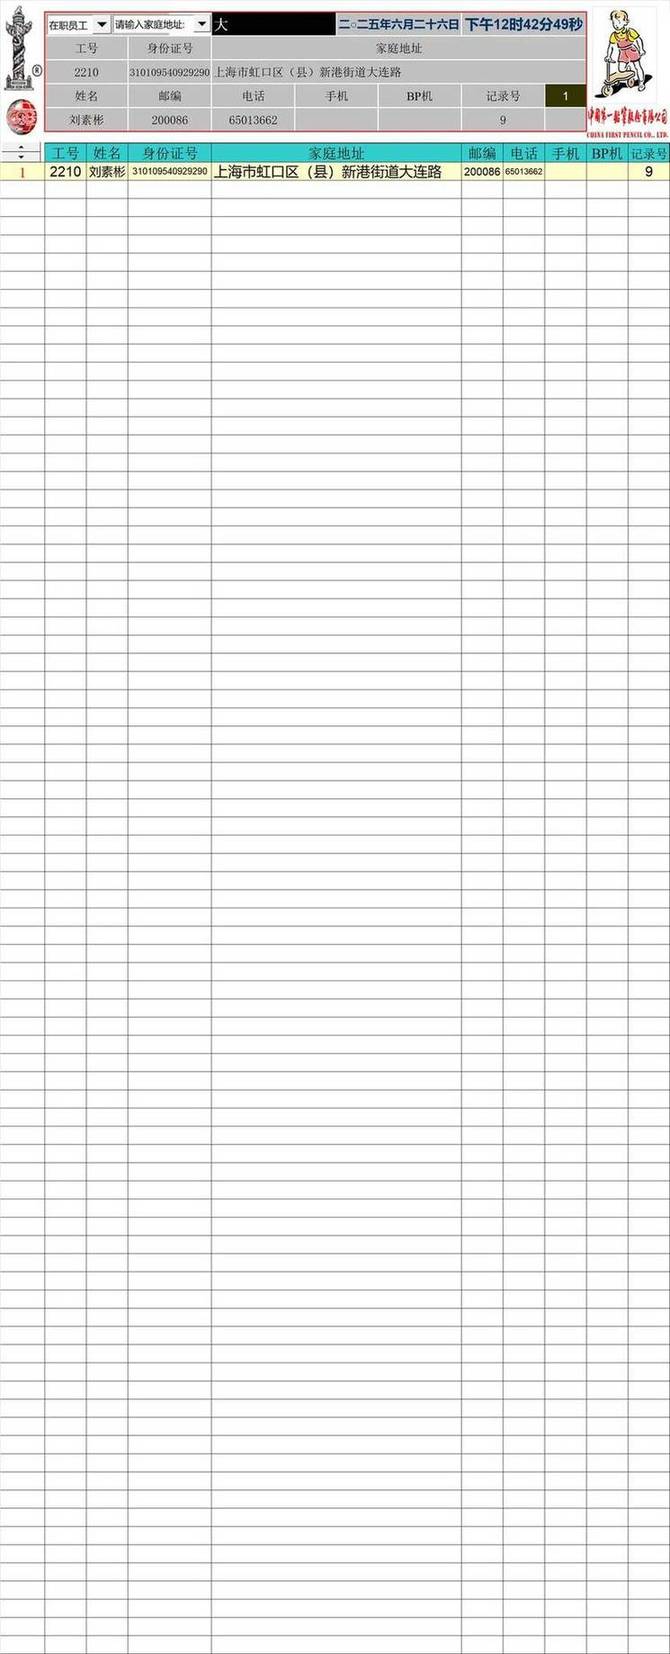 在职员工 请输入家庭地址: 大 二○二五年六月二十六日 下午12时42分49秒
工号 身份证号 家庭地址
2210 310109540929290 上海市虹口区（县）新港街道大连路
姓名 邮编 电话 手机 BP机 记录号 1
刘素彬 200086 65013662 9
®
中国第一铅笔股份有限公司
CHINA FIRST PENCIL CO., LTD.
工号 姓名 身份证号 家庭地址 邮编 电话 手机 BP机 记录号
1 2210 刘素彬 310109540929290 上海市虹口区（县）新港街道大连路 200086 65013662 9